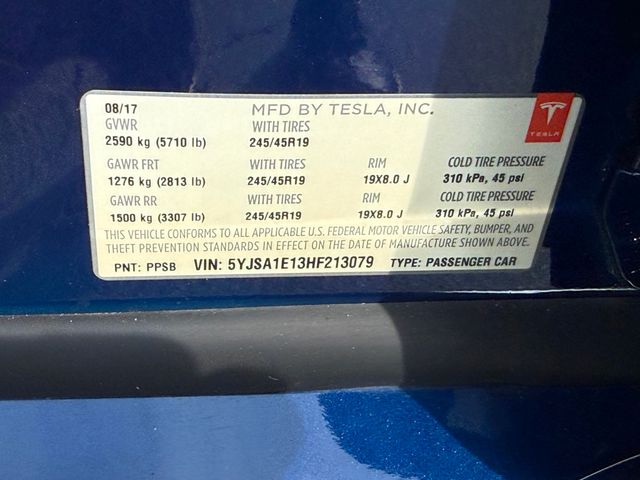 08/17 MFD BY TESLA, INC.
GVWR WITH TIRES
2590 kg (5710 lb) 245/45R19
TESLA
GAWR FRT WITH TIRES RIM COLD TIRE PRESSURE
1276 kg (2813 lb) 245/45R19 19X8.0 J 310 kPa, 45 psi
GAWR RR WITH TIRES RIM COLD TIRE PRESSURE
1500 kg (3307 lb) 245/45R19 19X8.0 J 310 kPa, 45 psi
THIS VEHICLE CONFORMS TO ALL APPLICABLE U.S. FEDERAL MOTOR VEHICLE SAFETY, BUMPER, AND
THEFT PREVENTION STANDARDS IN EFFECT ON THE DATE OF MANUFACTURE SHOWN ABOVE.
PNT: PPSB VIN: 5YJSA1E13HF213079 TYPE: PASSENGER CAR